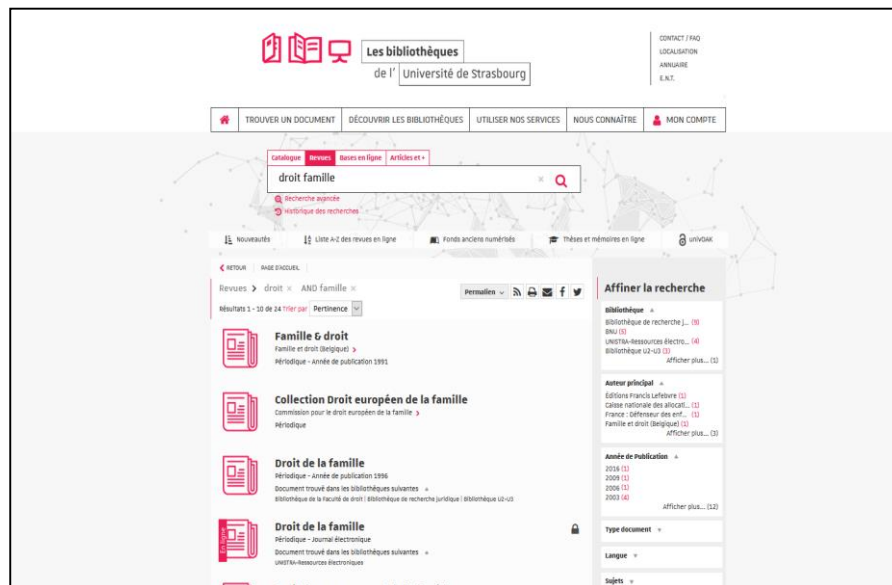 Les bibliothèques
de l' Université de Strasbourg
CONTACT / FAQ
LOCALISATION
ANNUAIRE
E.N.T.
TROUVER UN DOCUMENT DÉCOUVRIR LES BIBLIOTHÈQUES UTILISER NOS SERVICES NOUS CONNAÎTRE MON COMPTE
Catalogue Revues Bases en ligne Articles et +
droit famille ×
Recherche avancée
Historique des recherches
Nouveautés Liste A-Z des revues en ligne Fonds anciens numérisés Thèses et mémoires en ligne univOAK
RETOUR PAGE D'ACCUEIL
Revues > droit × AND famille ×
Permalien
Résultats 1 - 10 de 24 Trier par Pertinence
Famille & droit
Famille et droit (Belgique) >
Périodique - Année de publication 1991
Collection Droit européen de la famille
Commission pour le droit européen de la famille >
Périodique
Droit de la famille
Périodique - Année de publication 1996
Document trouvé dans les bibliothèques suivantes
Bibliothèque de la Faculté de droit | Bibliothèque de recherche juridique | Bibliothèque U2-U3
En ligne
Droit de la famille
Périodique - Journal électronique
Document trouvé dans les bibliothèques suivantes
UNISTRA-Ressources électroniques
Affiner la recherche
Bibliothèque
Bibliothèque de recherche j... (9)
BNU (5)
UNISTRA-Ressources électro... (4)
Bibliothèque U2-U3 (3)
Afficher plus... (1)
Auteur principal
Éditions Francis Lefebvre (1)
Caisse nationale des allocati... (1)
France : Défenseur des enf... (1)
Famille et droit (Belgique) (1)
Afficher plus... (3)
Année de Publication
2016 (1)
2009 (1)
2006 (1)
2003 (4)
Afficher plus... (12)
Type document
Langue
Sujets